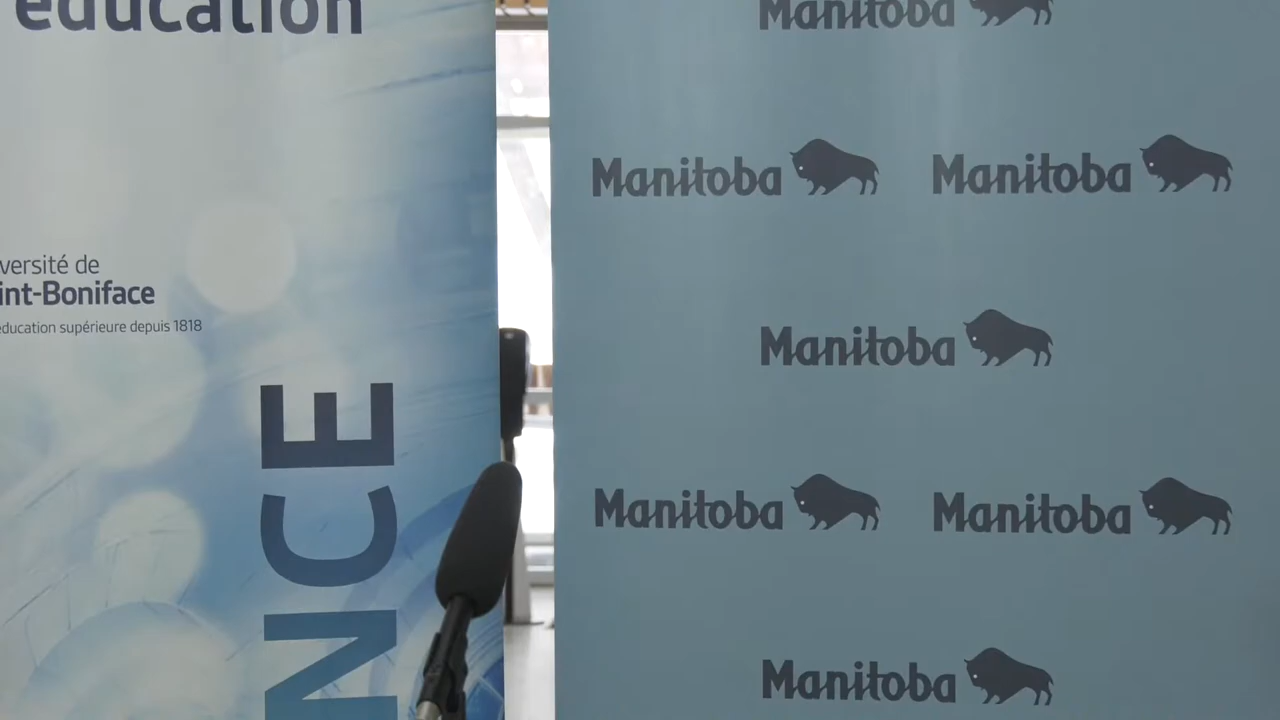 éducation
versité de
int-Boniface
éducation supérieure depuis 1818
NCE
Manitoba
Manitoba Manitoba
Manitoba
Manitoba Manitoba
Manitoba